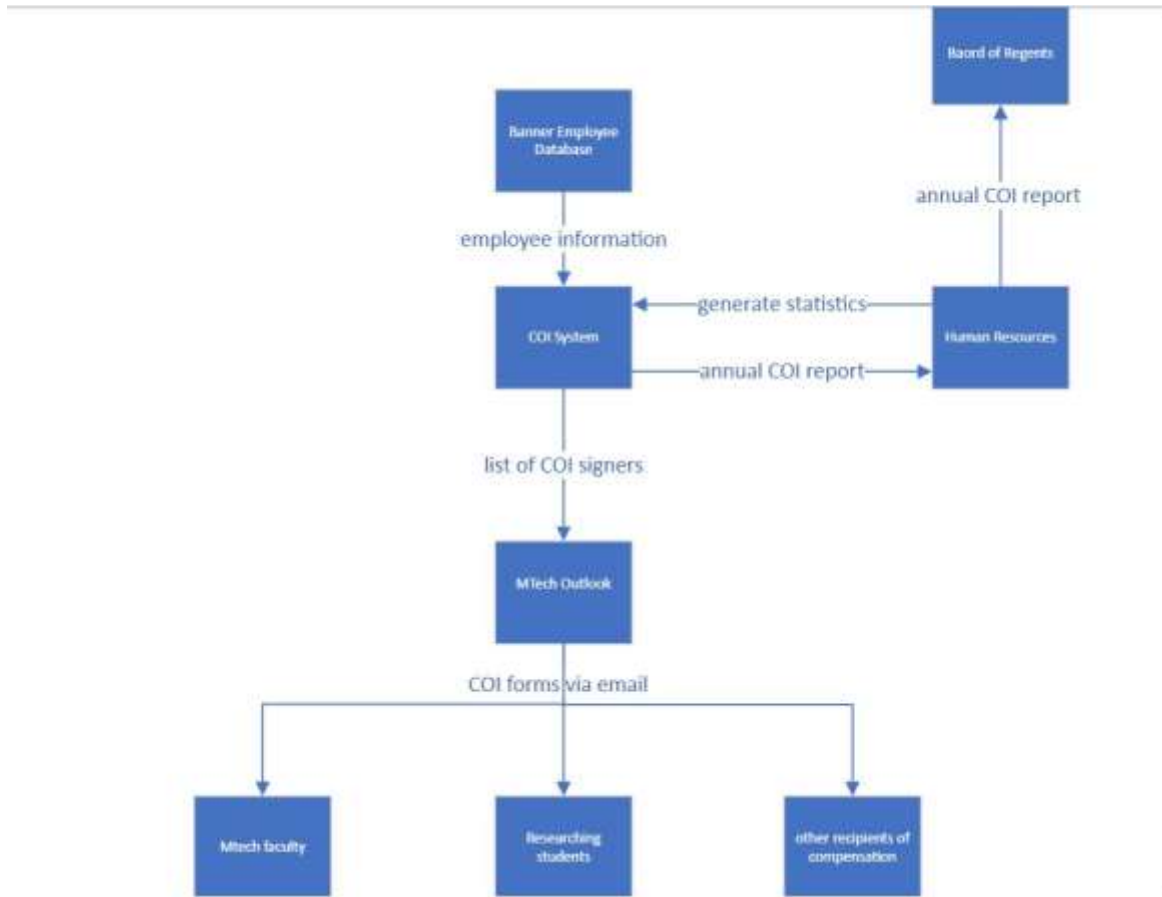 Baord of Regents
Banner Employee
Database
annual COI report
employee information
generate statistics
COI System
Human Resources
annual COI report
list of COI signers
MTech Outlook
COI forms via email
Mtech faculty
Researching
students
other recipients of
compensation